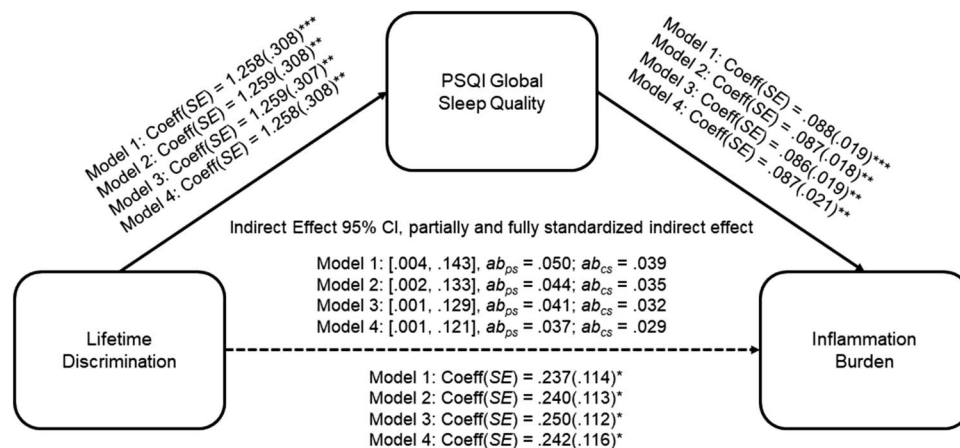 Model 1: Coeff(SE) = 1.258(.308)***
Model 2: Coeff(SE) = 1.259(.308)**
Model 3: Coeff(SE) = 1.259(.307)**
Model 4: Coeff(SE) = 1.258(.308)**
PSQI Global
Sleep Quality
Model 1: Coeff(SE) = .088(.019)***
Model 2: Coeff(SE) = .087(.018)**
Model 3: Coeff(SE) = .086(.019)**
Model 4: Coeff(SE) = .087(.021)**
Indirect Effect 95% CI, partially and fully standardized indirect effect
Model 1: [.004, .143], abps = .050; abcs = .039
Model 2: [.002, .133], abps = .044; abcs = .035
Model 3: [.001, .129], abps = .041; abcs = .032
Model 4: [.001, .121], abps = .037; abcs = .029
Lifetime
Discrimination
Inflammation
Burden
Model 1: Coeff(SE) = .237(.114)*
Model 2: Coeff(SE) = .240(.113)*
Model 3: Coeff(SE) = .250(.112)*
Model 4: Coeff(SE) = .242(.116)*